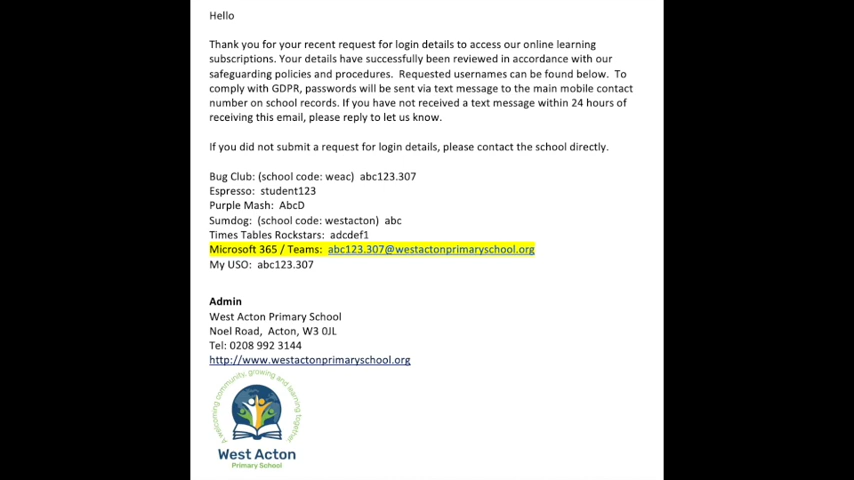 Hello
Thank you for your recent request for login details to access our online learning
subscriptions. Your details have successfully been reviewed in accordance with our
safeguarding policies and procedures.  Requested usernames can be found below.  To
comply with GDPR, passwords will be sent via text message to the main mobile contact
number on school records. If you have not received a text message within 24 hours of
receiving this email, please reply to let us know.
If you did not submit a request for login details, please contact the school directly.
Bug Club: (school code: weac)  abc123.307
Espresso:  student123
Purple Mash:  AbcD
Sumdog:  (school code: westacton)  abc
Times Tables Rockstars:  adcdef1
Microsoft 365 / Teams:  abc123.307@westactonprimaryschool.org
My USO:  abc123.307
Admin
West Acton Primary School
Noel Road,  Acton, W3 0JL
Tel: 0208 992 3144
http://www.westactonprimaryschool.org
A welcoming community, growing and learning together
West Acton
Primary School